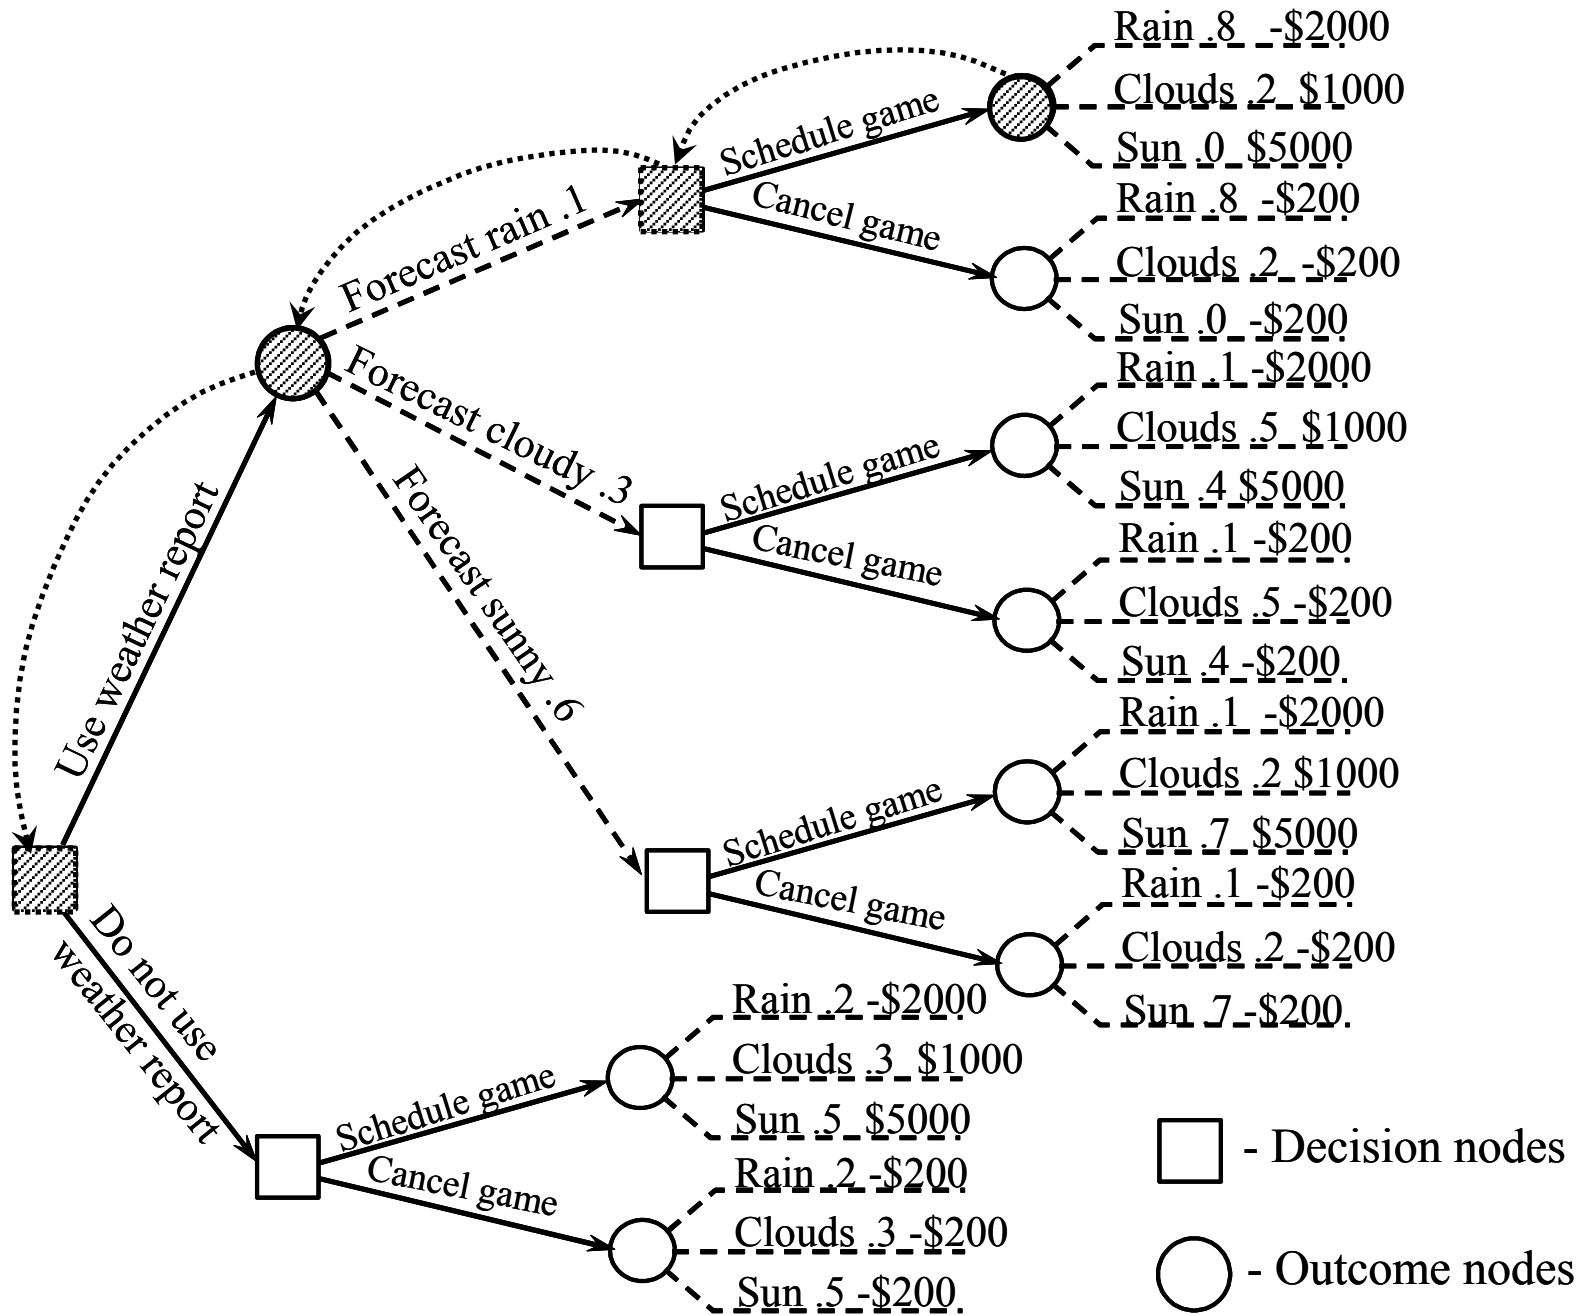 Rain .8 -$2000
Clouds .2 $1000
Sun .0 $5000
Schedule game
Cancel game
Rain .8 -$200
Clouds .2 -$200
Sun .0 -$200
Forecast rain .1
Forecast cloudy .3
Forecast sunny .6
Rain .1 -$2000
Clouds .5 $1000
Sun .4 $5000
Schedule game
Cancel game
Rain .1 -$200
Clouds .5 -$200
Sun .4 -$200
Use weather report
Rain .1 -$2000
Clouds .2 $1000
Sun .7 $5000
Schedule game
Cancel game
Rain .1 -$200
Clouds .2 -$200
Sun .7 -$200
Do not use
weather report
Rain .2 -$2000
Clouds .3 $1000
Sun .5 $5000
Schedule game
Cancel game
Rain .2 -$200
Clouds .3 -$200
Sun .5 -$200
- Decision nodes
- Outcome nodes